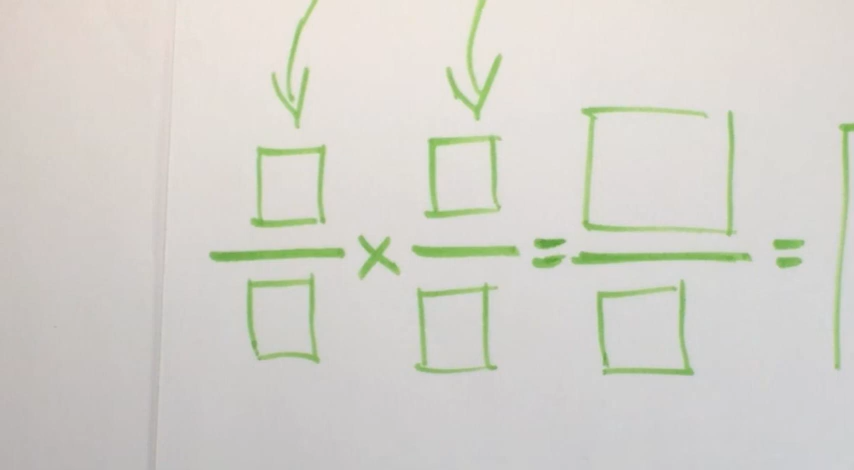 □/□ × □/□ = □/□ =